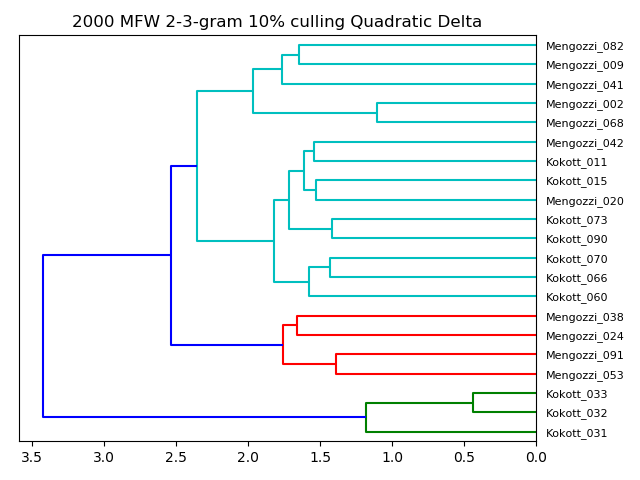 2000 MFW 2-3-gram 10% culling Quadratic Delta
Mengozzi_082
Mengozzi_009
Mengozzi_041
Mengozzi_002
Mengozzi_068
Mengozzi_042
Kokott_011
Kokott_015
Mengozzi_020
Kokott_073
Kokott_090
Kokott_070
Kokott_066
Kokott_060
Mengozzi_038
Mengozzi_024
Mengozzi_091
Mengozzi_053
Kokott_033
Kokott_032
Kokott_031
3.5 3.0 2.5 2.0 1.5 1.0 0.5 0.0